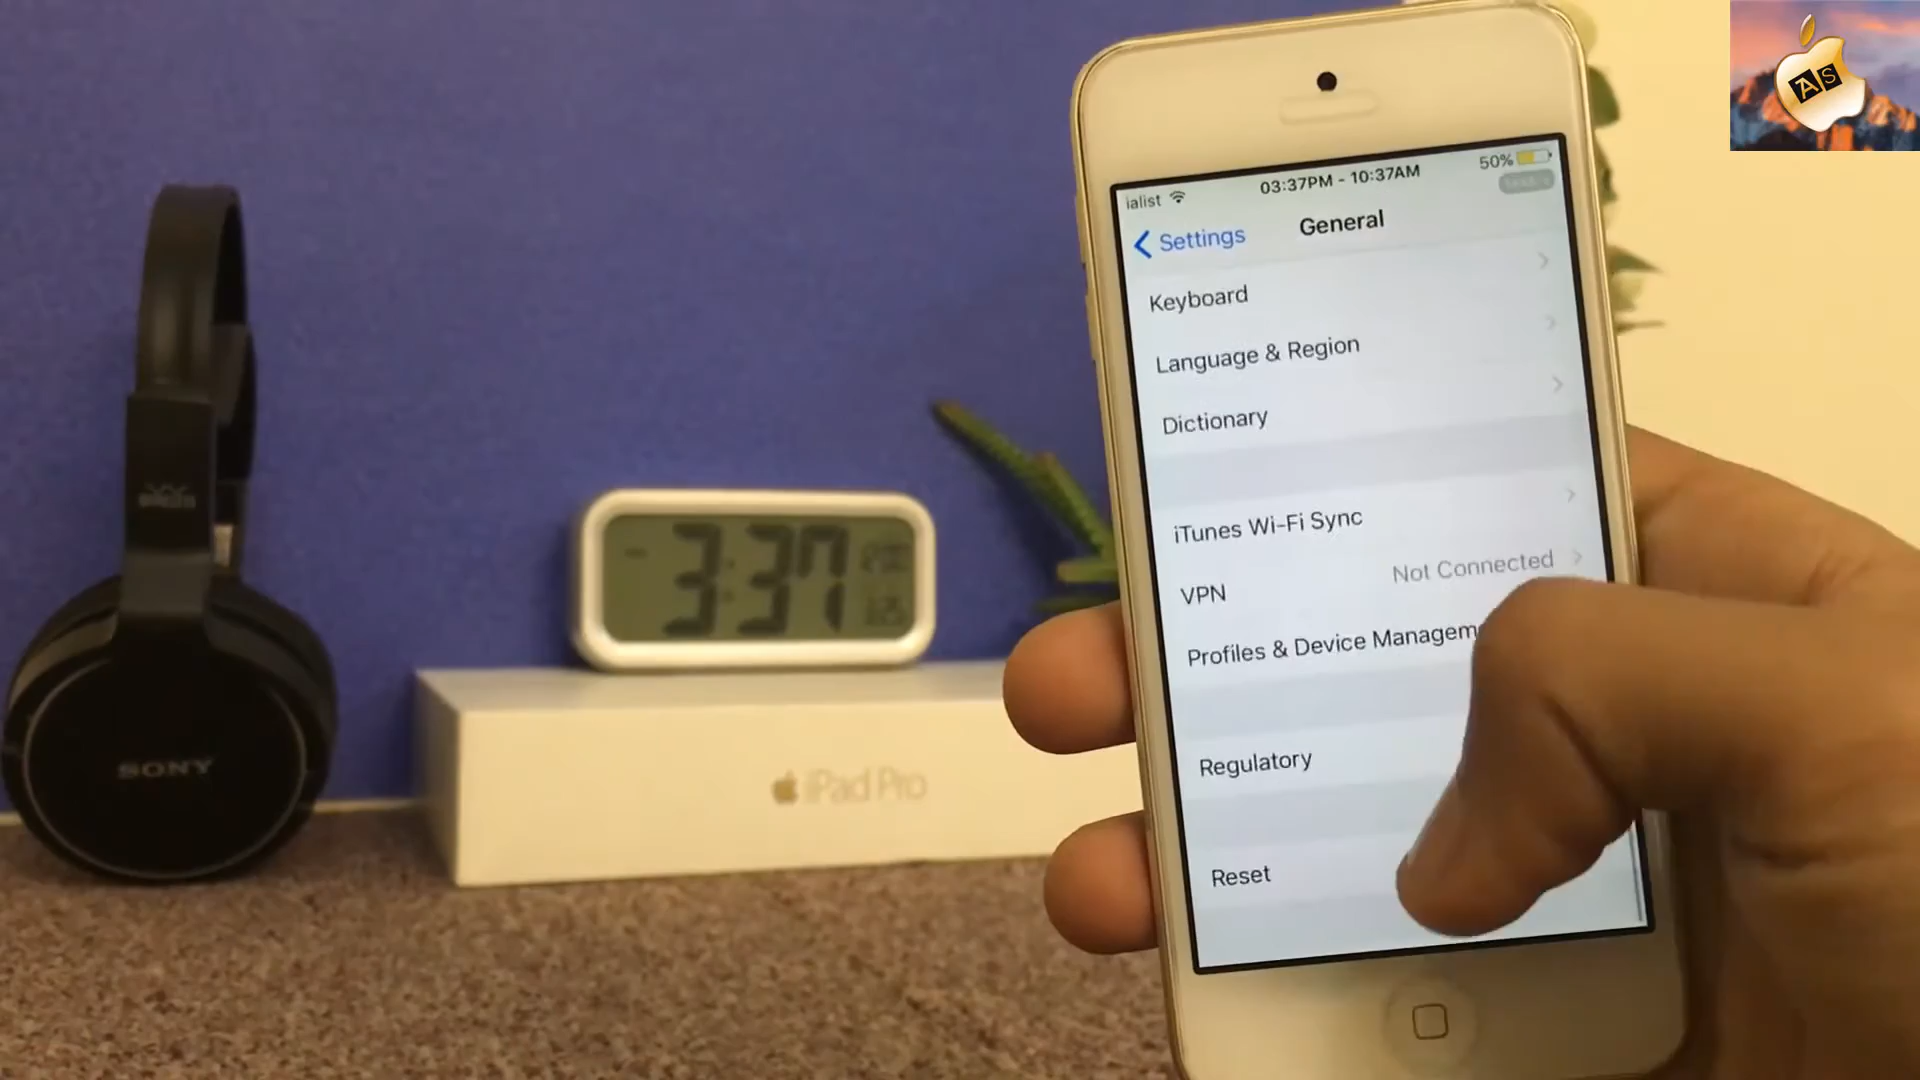 AS
ialist
03:37PM - 10:37AM
50%
Settings
General
Keyboard
Language & Region
Dictionary
iTunes Wi-Fi Sync
VPN
Not Connected
Profiles & Device Managem
Regulatory
Reset
3:37
SONY
iPad Pro